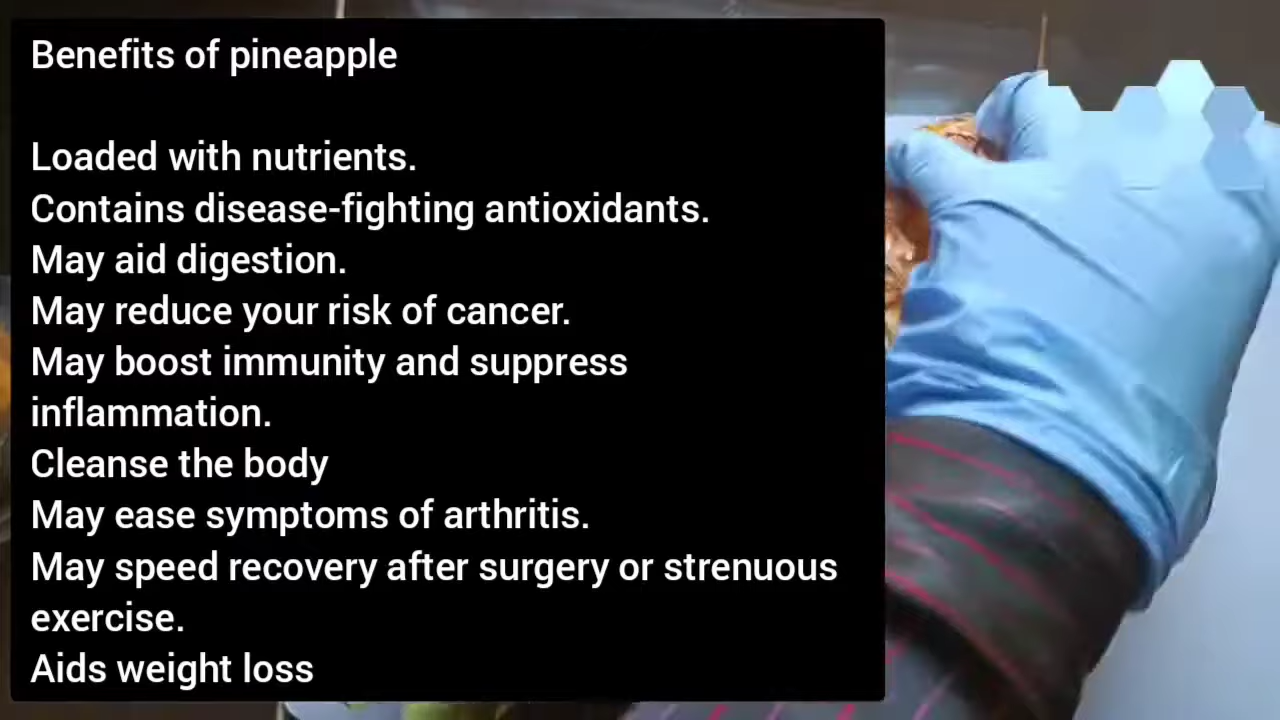 Benefits of pineapple
Loaded with nutrients.
Contains disease-fighting antioxidants.
May aid digestion.
May reduce your risk of cancer.
May boost immunity and suppress
inflammation.
Cleanse the body
May ease symptoms of arthritis.
May speed recovery after surgery or strenuous
exercise.
Aids weight loss